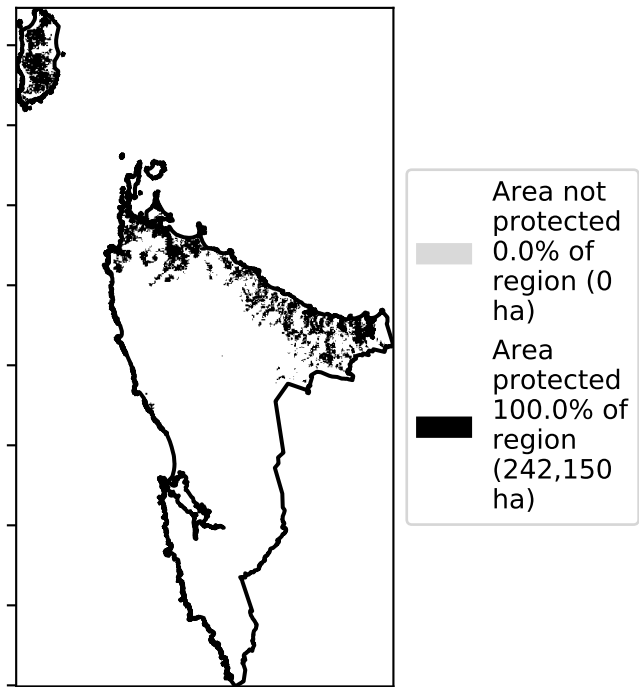 Area not
protected
0.0% of
region (0
ha)
Area
protected
100.0% of
region
(242,150
ha)